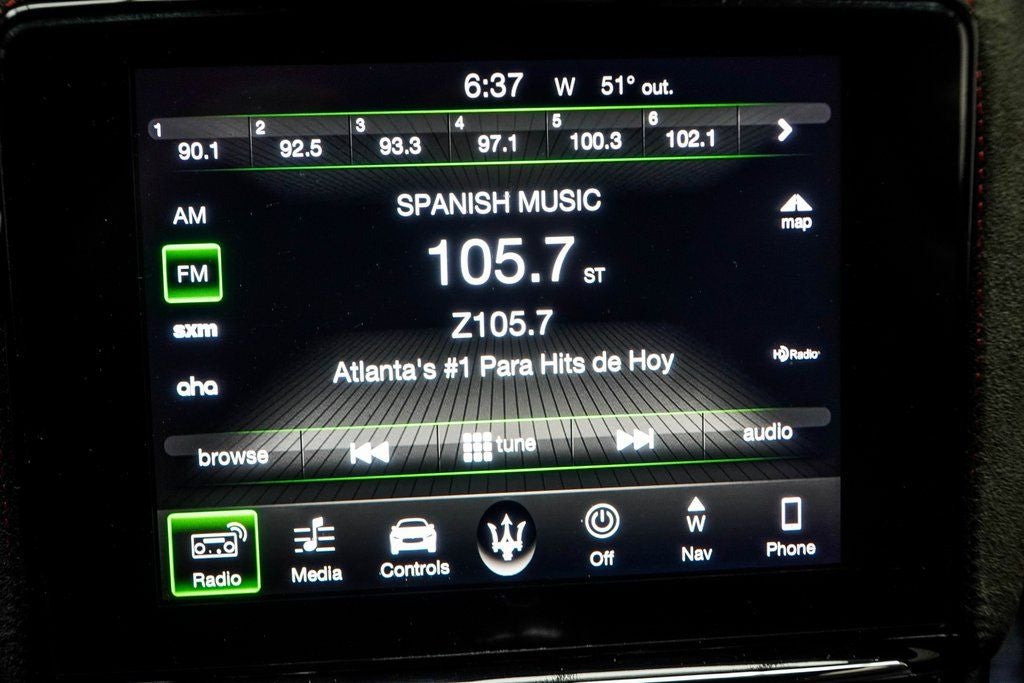 6:37 W 51° out.
1 90.1 2 92.5 3 93.3 4 97.1 5 100.3 6 102.1
AM
FM
sxm
aha
SPANISH MUSIC
105.7 ST
Z105.7
Atlanta's #1 Para Hits de Hoy
map
HD Radio
browse tune audio
Radio Media Controls Off W Nav Phone